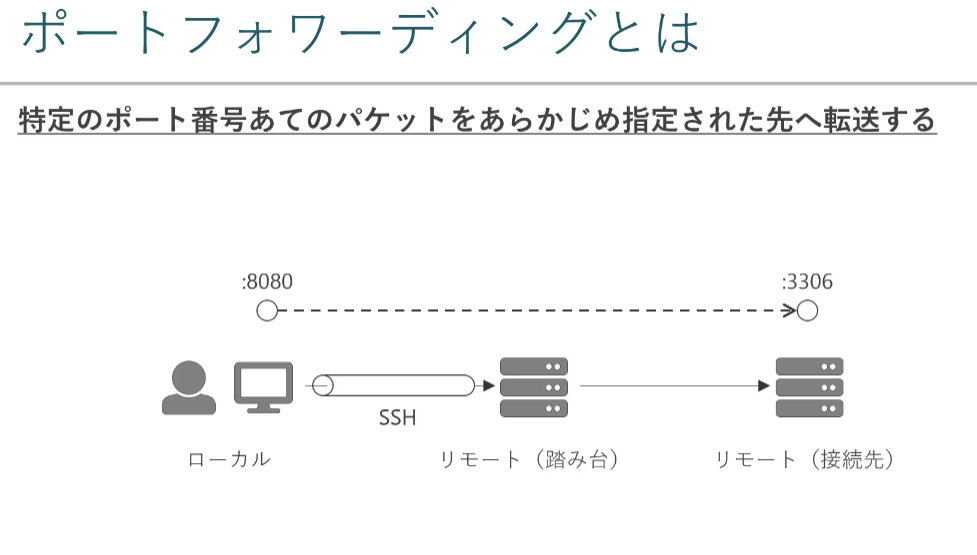 ポートフォワーディングとは
特定のポート番号あてのパケットをあらかじめ指定された先へ転送する
:8080
:3306
SSH
ローカル
リモート（踏み台）
リモート（接続先）